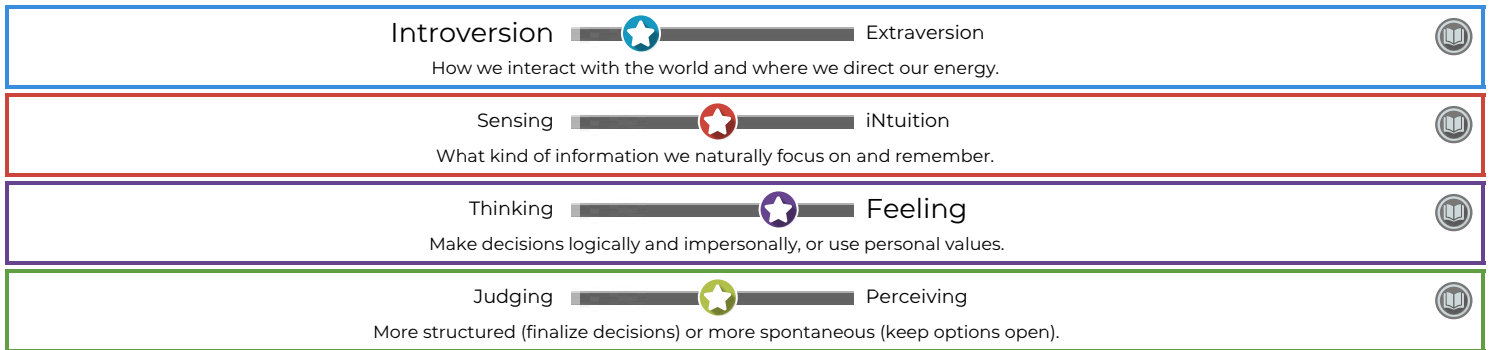 Introversion Extraversion
How we interact with the world and where we direct our energy.
Sensing iNtuition
What kind of information we naturally focus on and remember.
Thinking Feeling
Make decisions logically and impersonally, or use personal values.
Judging Perceiving
More structured (finalize decisions) or more spontaneous (keep options open).